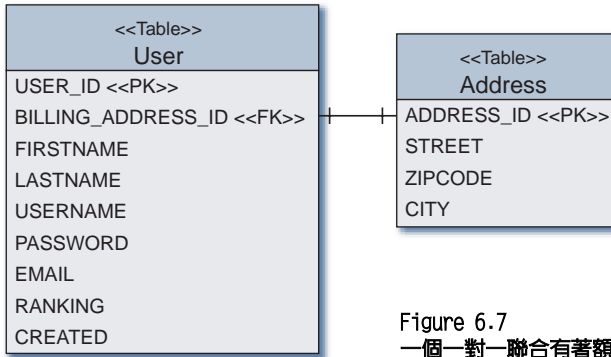 <<Table>>
User
USER_ID <<PK>>
BILLING_ADDRESS_ID <<FK>>
FIRSTNAME
LASTNAME
USERNAME
PASSWORD
EMAIL
RANKING
CREATED
<<Table>>
Address
ADDRESS_ID <<PK>>
STREET
ZIPCODE
CITY
Figure 6.7
一個一對一聯合有著額